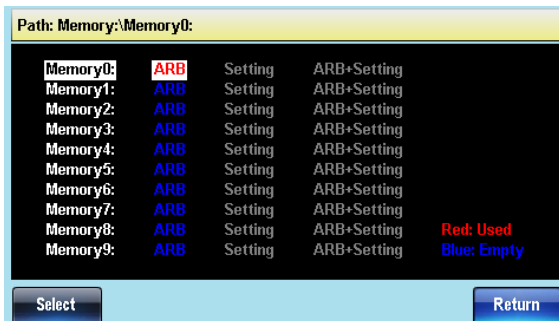 Path: Memory:\Memory0:
Memory0: ARB Setting ARB+Setting
Memory1: ARB Setting ARB+Setting
Memory2: ARB Setting ARB+Setting
Memory3: ARB Setting ARB+Setting
Memory4: ARB Setting ARB+Setting
Memory5: ARB Setting ARB+Setting
Memory6: ARB Setting ARB+Setting
Memory7: ARB Setting ARB+Setting
Memory8: ARB Setting ARB+Setting Red: Used
Memory9: ARB Setting ARB+Setting Blue: Empty
Select Return